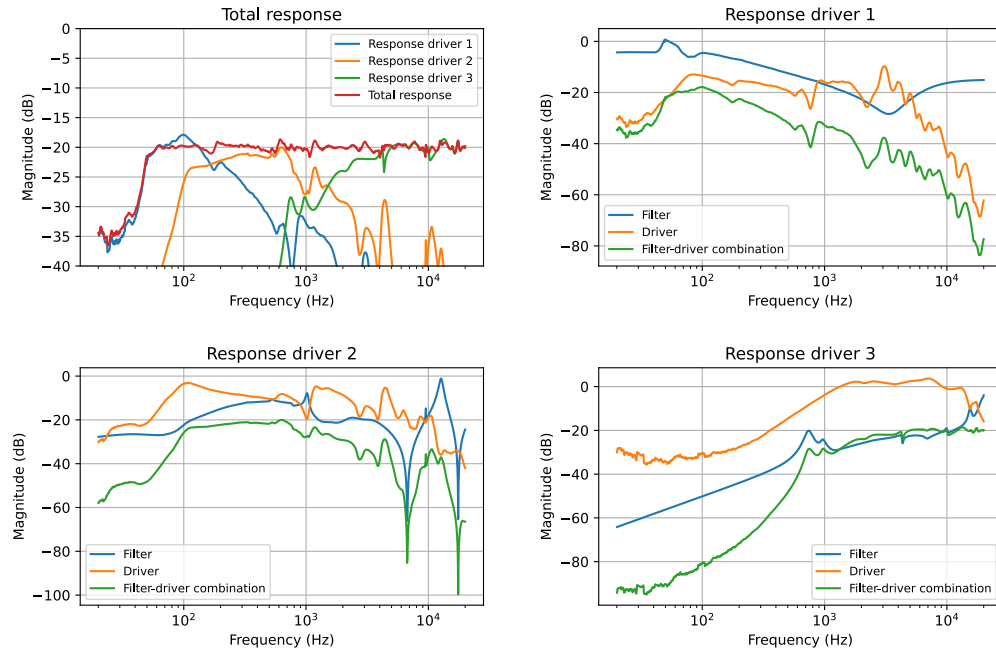 Total response
Magnitude (dB)
0
−5
−10
−15
−20
−25
−30
−35
−40
Response driver 1
Response driver 2
Response driver 3
Total response
10²
10³
10⁴
Frequency (Hz)
Response driver 1
Magnitude (dB)
0
−20
−40
−60
−80
Filter
Driver
Filter-driver combination
10²
10³
10⁴
Frequency (Hz)
Response driver 2
Magnitude (dB)
0
−20
−40
−60
−80
−100
Filter
Driver
Filter-driver combination
10²
10³
10⁴
Frequency (Hz)
Response driver 3
Magnitude (dB)
0
−20
−40
−60
−80
Filter
Driver
Filter-driver combination
10²
10³
10⁴
Frequency (Hz)